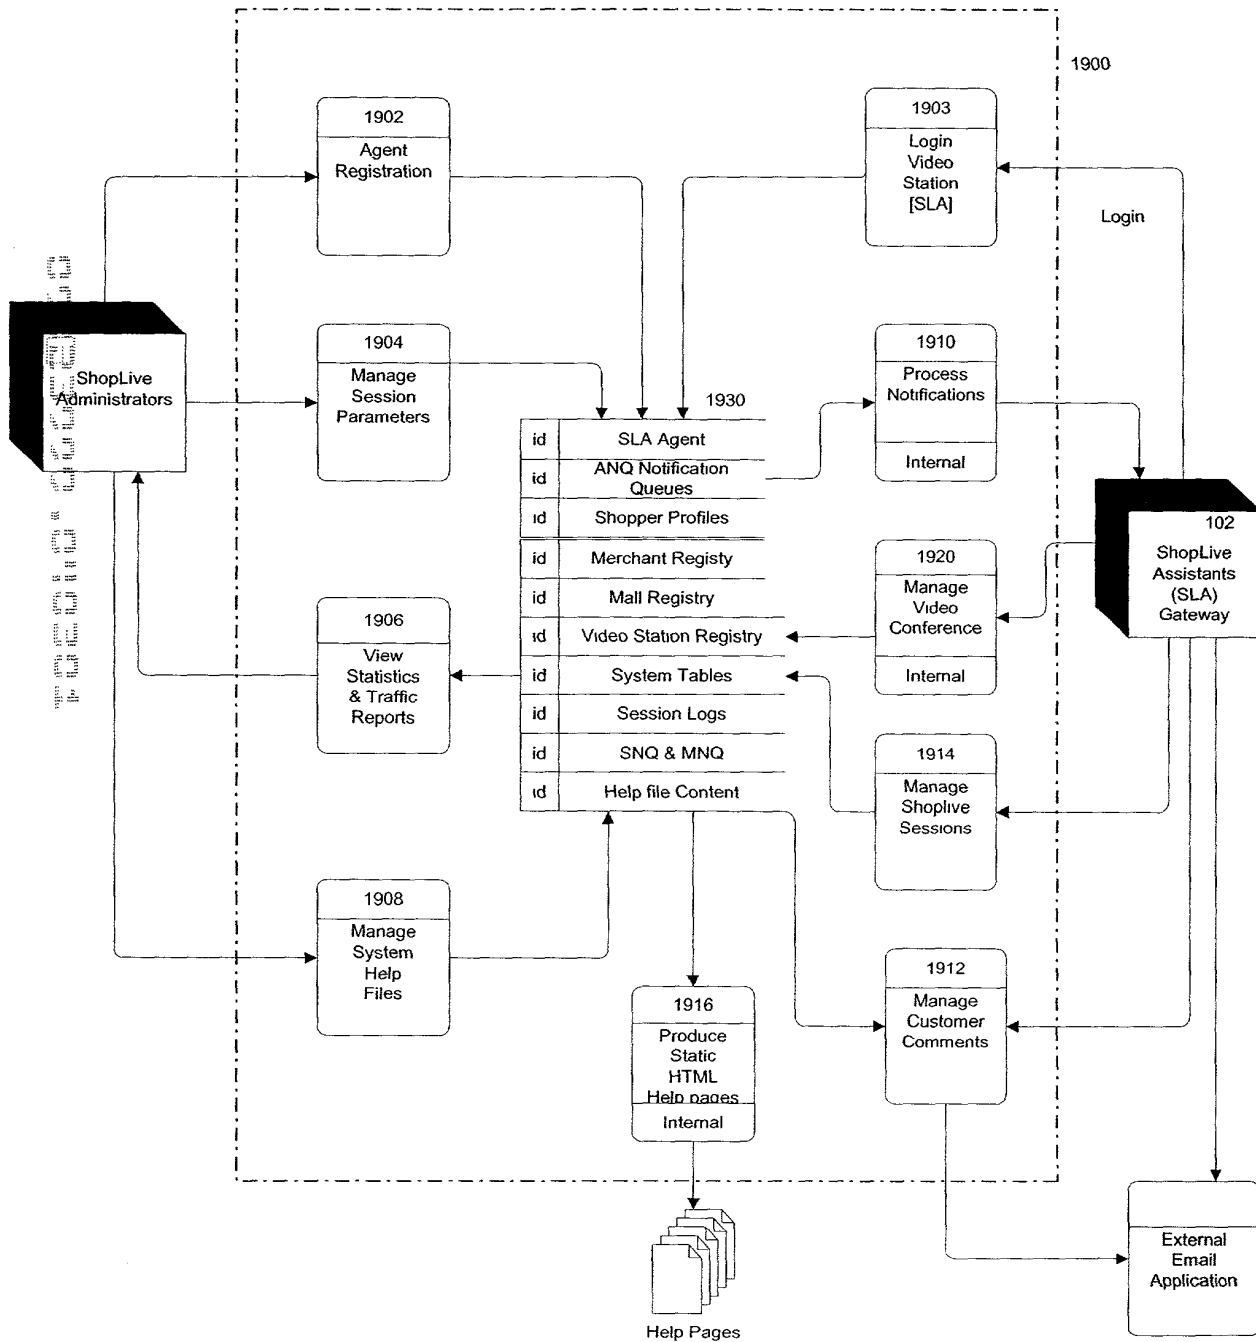 1900
1902
Agent
Registration
1903
Login
Video
Station
[SLA]
Login
ShopLive
Administrators
1904
Manage
Session
Parameters
1910
Process
Notifications
Internal
1930
id SLA Agent
id ANQ Notification
Queues
id Shopper Profiles
id Merchant Registy
id Mall Registry
id Video Station Registry
id System Tables
id Session Logs
id SNQ & MNQ
id Help file Content
102
ShopLive
Assistants
(SLA)
Gateway
1920
Manage
Video
Conference
Internal
1906
View
Statistics
& Traffic
Reports
1914
Manage
Shoplive
Sessions
1908
Manage
System
Help
Files
1912
Manage
Customer
Comments
1916
Produce
Static
HTML
Help pages
Internal
External
Email
Application
Help Pages